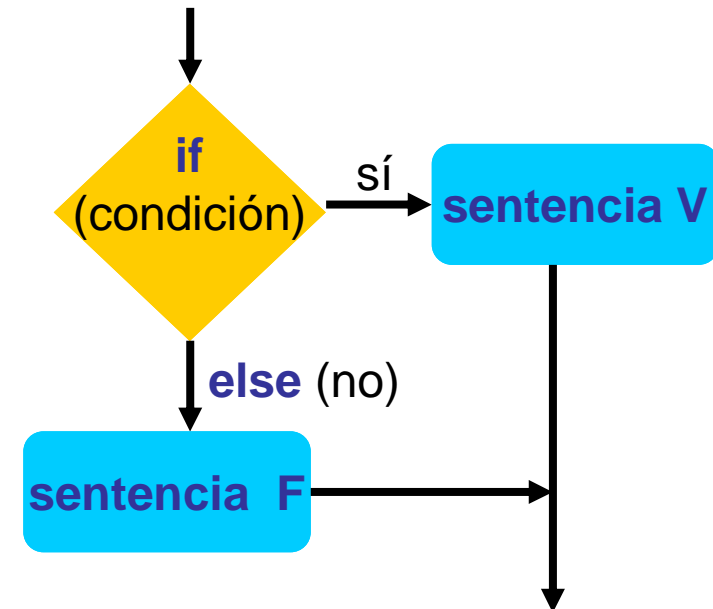 if
(condición)
sí
sentencia V
else (no)
sentencia F